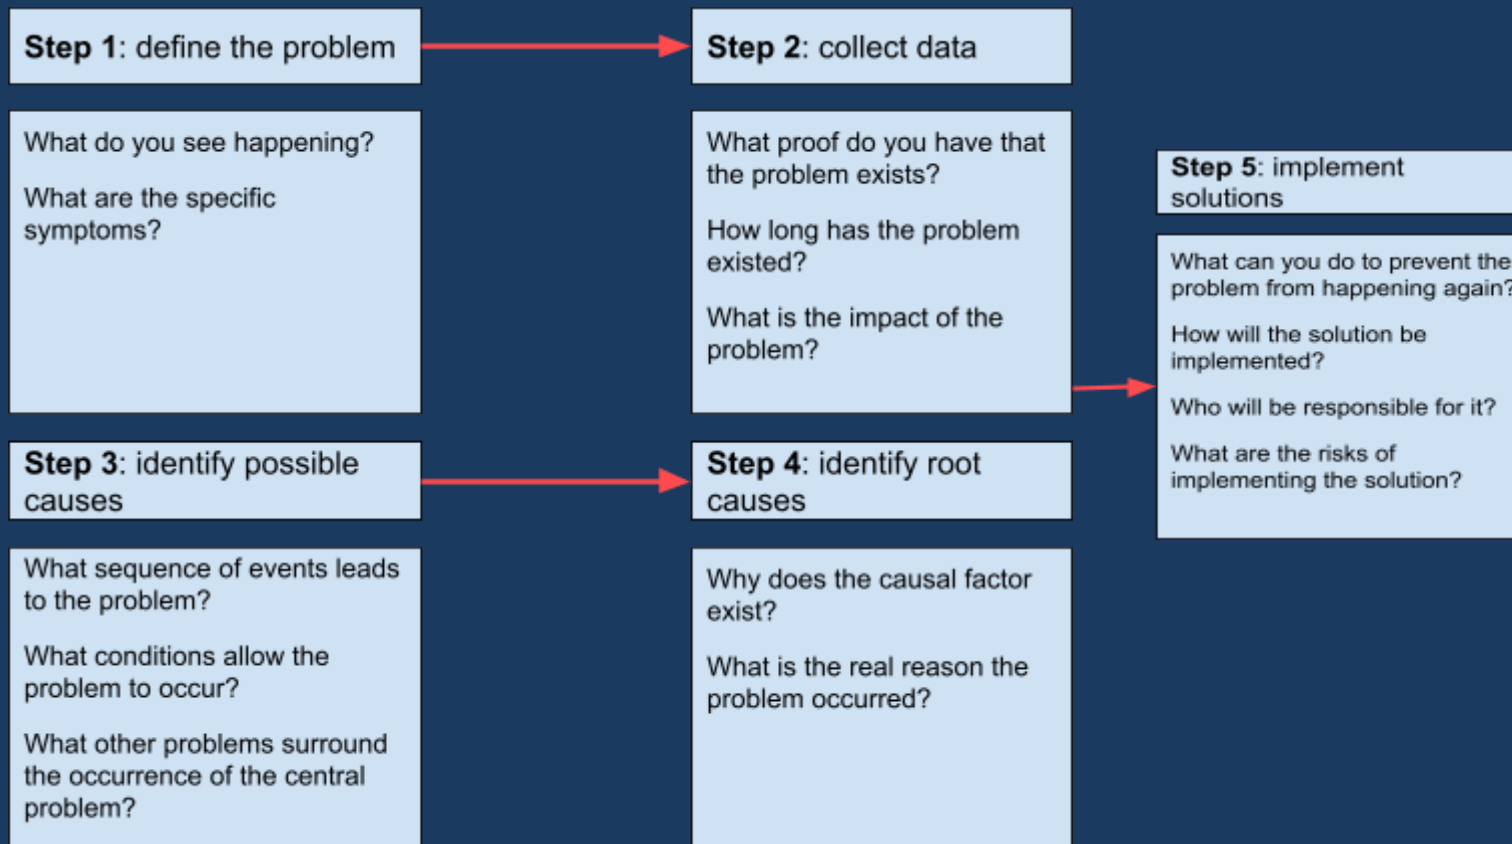 Step 1: define the problem
What do you see happening?
What are the specific
symptoms?
Step 2: collect data
What proof do you have that
the problem exists?
How long has the problem
existed?
What is the impact of the
problem?
Step 3: identify possible
causes
What sequence of events leads
to the problem?
What conditions allow the
problem to occur?
What other problems surround
the occurrence of the central
problem?
Step 4: identify root
causes
Why does the causal factor
exist?
What is the real reason the
problem occurred?
Step 5: implement
solutions
What can you do to prevent the
problem from happening again?
How will the solution be
implemented?
Who will be responsible for it?
What are the risks of
implementing the solution?